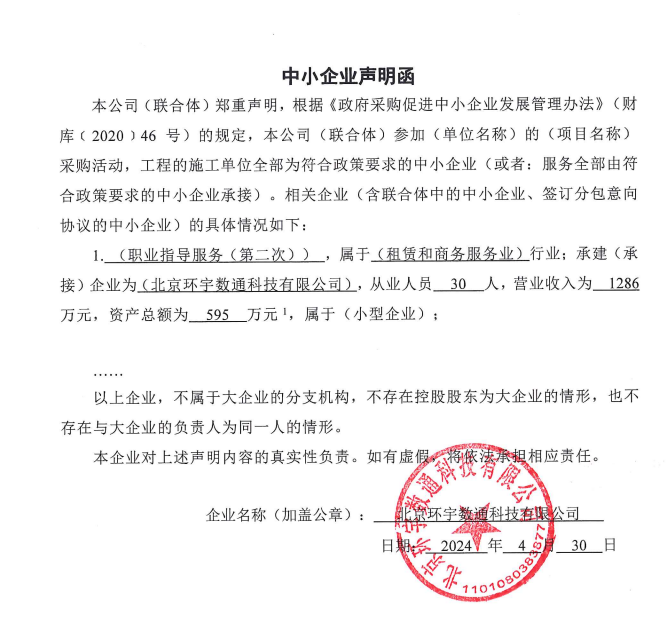 中小企业声明函
本公司（联合体）郑重声明，根据《政府采购促进中小企业发展管理办法》（财
库﹝2020﹞46 号）的规定，本公司（联合体）参加（单位名称）的（项目名称）
采购活动，工程的施工单位全部为符合政策要求的中小企业（或者：服务全部由符
合政策要求的中小企业承接）。相关企业（含联合体中的中小企业、签订分包意向
协议的中小企业）的具体情况如下：
1. （职业指导服务（第二次）） ，属于（租赁和商务服务业）行业；承建（承
接）企业为（北京环宇数通科技有限公司），从业人员 30 人，营业收入为 1286
万元，资产总额为 595 万元¹，属于（小型企业）；
……
以上企业，不属于大企业的分支机构，不存在控股股东为大企业的情形，也不
存在与大企业的负责人为同一人的情形。
本企业对上述声明内容的真实性负责。如有虚假，将依法承担相应责任。
企业名称（加盖公章）： 北京环宇数通科技有限公司
日期： 2024 年 4 月 30 日
北京环宇数通科技有限公司
1101080383877